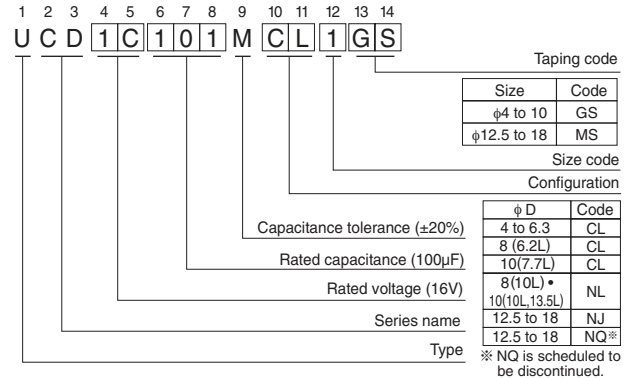 1 2 3 4 5 6 7 8 9 10 11 12 13 14
U C D 1 C 1 0 1 M C L 1 G S
Taping code
Size Code
ϕ4 to 10 GS
ϕ12.5 to 18 MS
Size code
Configuration
ϕ D Code
4 to 6.3 CL
8 (6.2L) CL
10(7.7L) CL
8(10L) •
10(10L,13.5L) NL
12.5 to 18 NJ
12.5 to 18 NQ※
※ NQ is scheduled to
be discontinued.
Capacitance tolerance (±20%)
Rated capacitance (100µF)
Rated voltage (16V)
Series name
Type